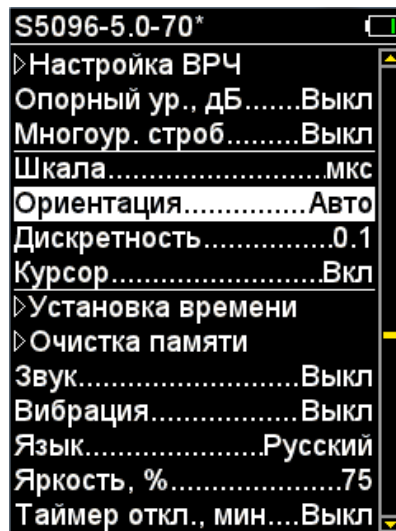 S5096-5.0-70*
Настройка ВРЧ
Опорный ур., дБ.......Выкл
Многоур. строб.........Выкл
Шкала...........................мкс
Ориентация...............Авто
Дискретность................0.1
Курсор..........................Вкл
Установка времени
Очистка памяти
Звук............................Выкл
Вибрация...................Выкл
Язык......................Русский
Яркость, %.....................75
Таймер откл., мин....Выкл